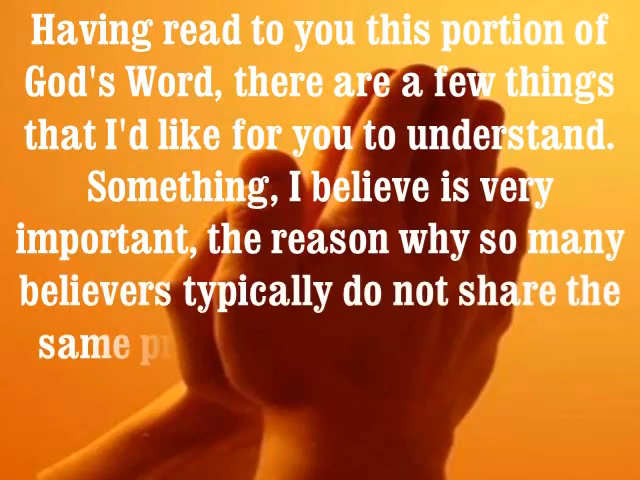 Having read to you this portion of
God's Word, there are a few things
that I'd like for you to understand.
Something, I believe is very
important, the reason why so many
believers typically do not share the
same